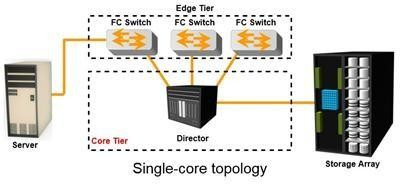 Edge Tier
FC Switch FC Switch FC Switch
Server
Core Tier
Director
Storage Array
Single-core topology